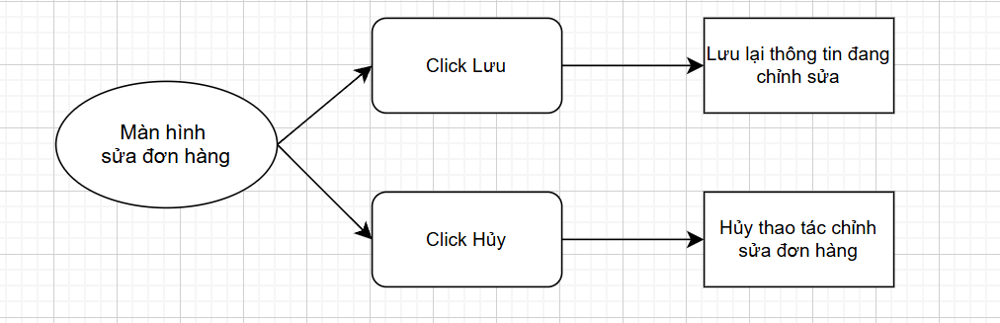 Màn hình
sửa đơn hàng
Click Lưu
Lưu lại thông tin đang
chỉnh sửa
Click Hủy
Hủy thao tác chỉnh
sửa đơn hàng